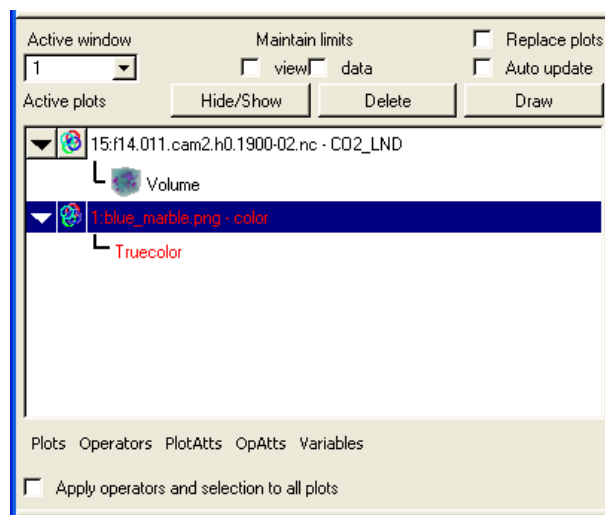 Active window Maintain limits Replace plots
1 view data Auto update
Active plots Hide/Show Delete Draw
15:f14.011.cam2.h0.1900-02.nc - CO2_LND
Volume
1:blue_marble.png - color
Truecolor
Plots Operators PlotAtts OpAtts Variables
Apply operators and selection to all plots